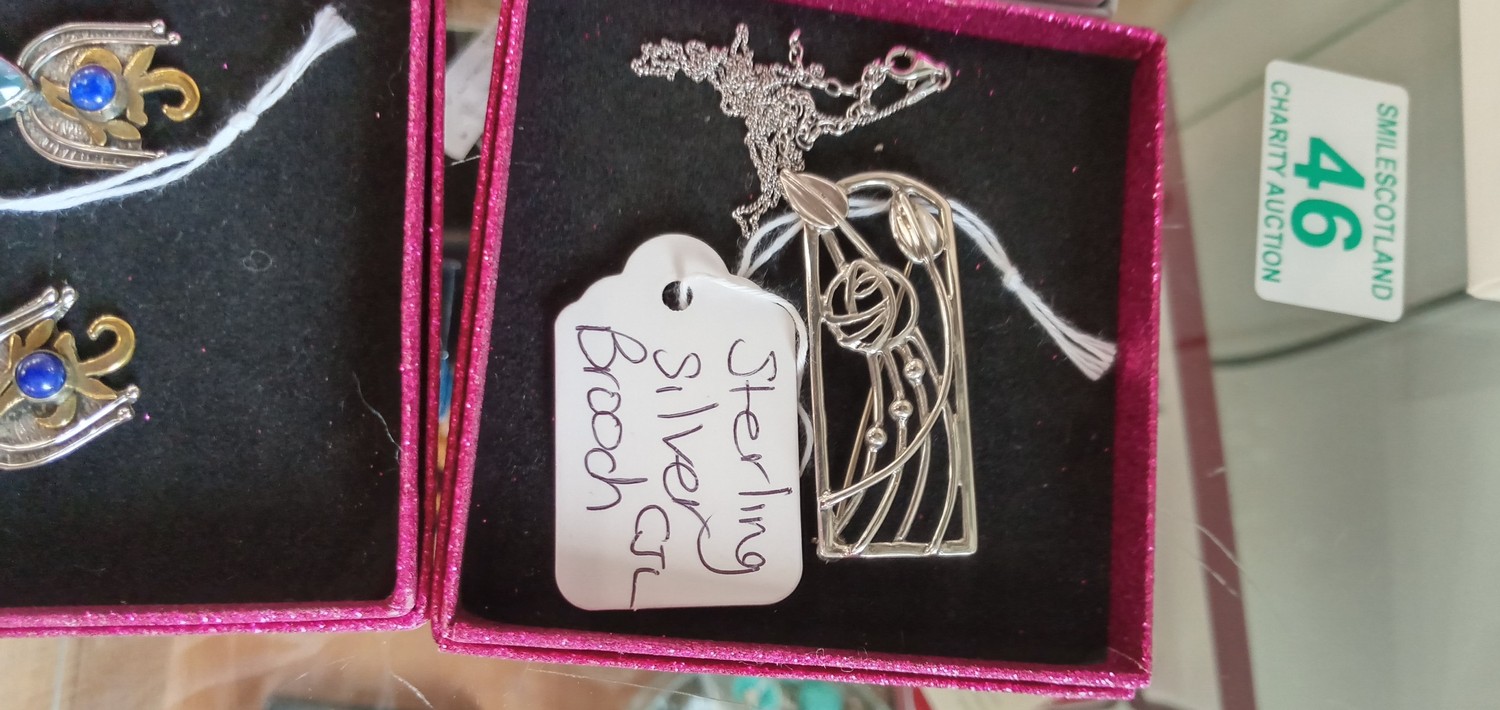 Sterling
Silver
Brooch
SMILESCOTLAND
46
CHARITY AUCTION